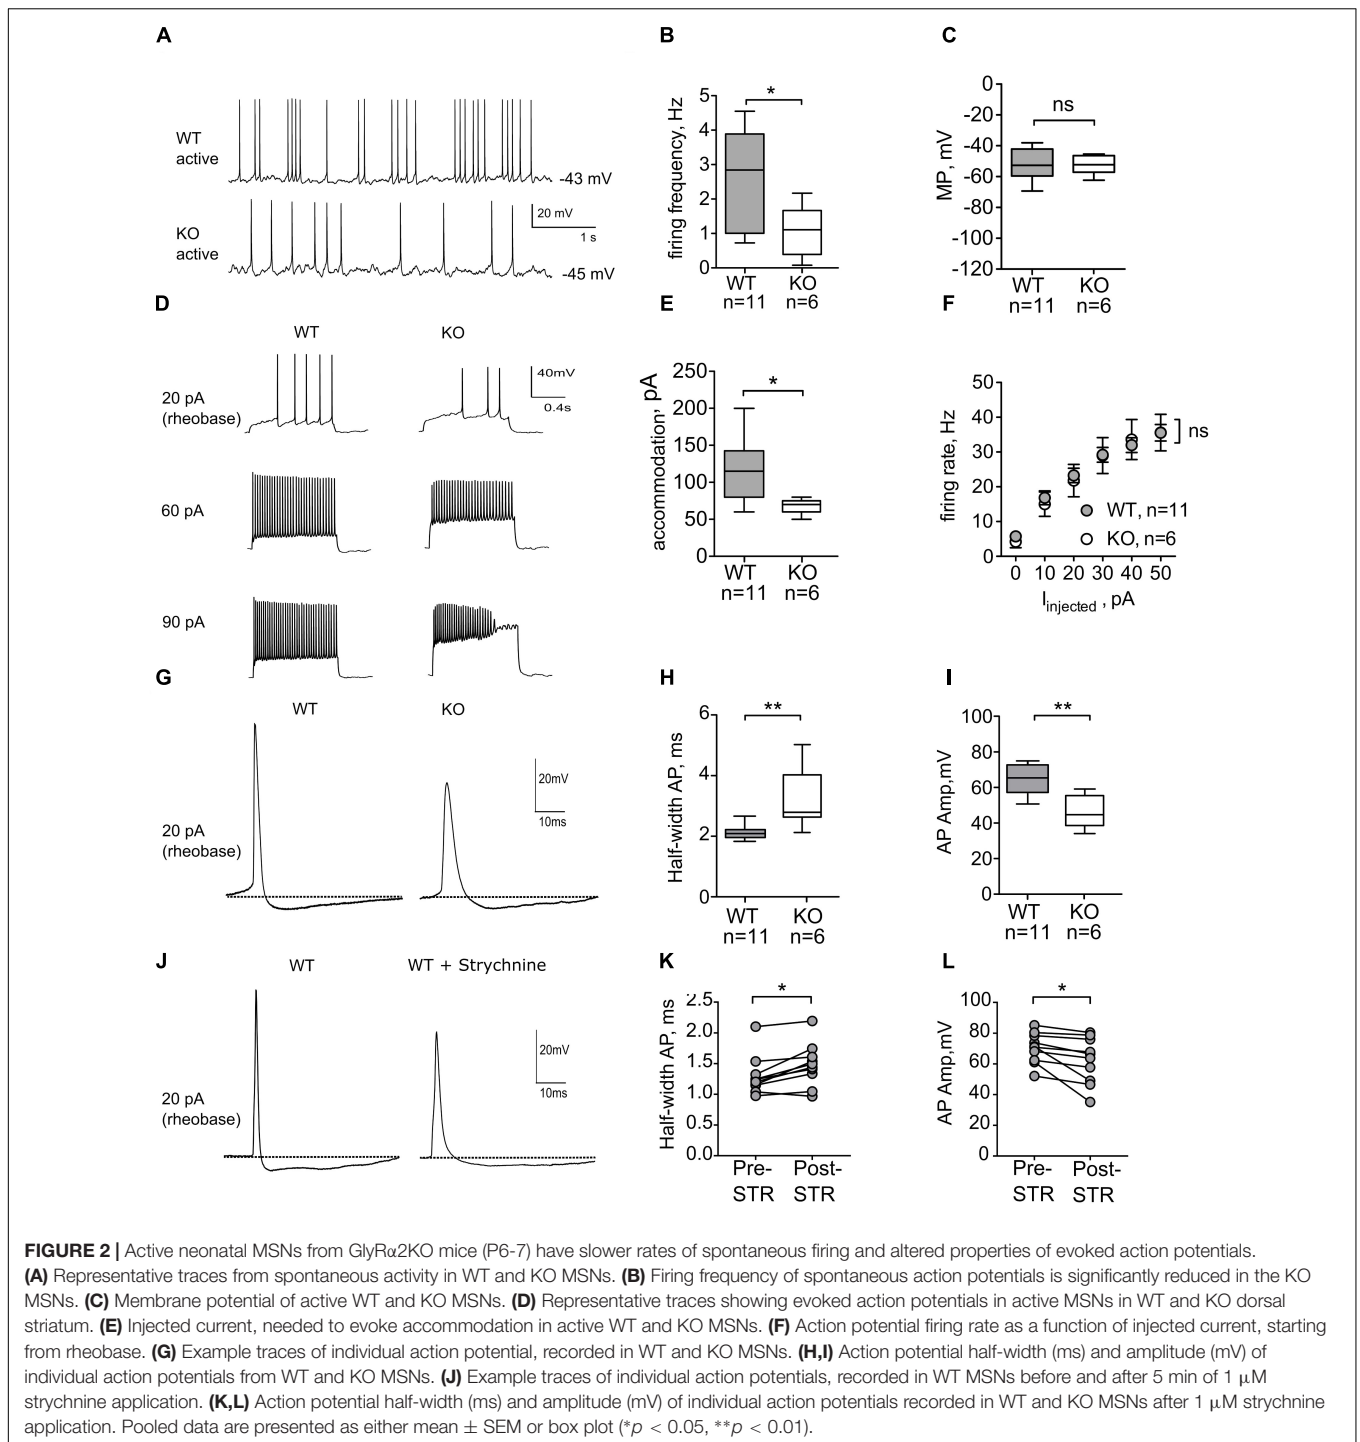 A
B
C
WT
active
-43 mV
KO
active
20 mV
1 s
-45 mV
firing frequency, Hz
5
4
3
2
1
0
*
WT
n=11
KO
n=6
MP, mV
0
-20
-40
-60
-80
-100
-120
ns
WT
n=11
KO
n=6
D
E
F
WT
KO
20 pA
(rheobase)
40mV
0.4s
60 pA
90 pA
accommodation, pA
250
200
150
100
50
0
*
WT
n=11
KO
n=6
firing rate, Hz
50
40
30
20
10
0
ns
WT, n=11
KO, n=6
0 10 20 30 40 50
Iinjected , pA
G
H
I
WT
KO
20 pA
(rheobase)
20mV
10ms
Half-width AP, ms
6
4
2
0
**
WT
n=11
KO
n=6
AP Amp,mV
100
80
60
40
20
0
**
WT
n=11
KO
n=6
J
K
L
WT
WT + Strychnine
20 pA
(rheobase)
20mV
10ms
Half-width AP, ms
2.5
2.0
1.5
1.0
0.5
0.0
*
Pre-
STR
Post-
STR
AP Amp,mV
100
80
60
40
20
0
*
Pre-
STR
Post-
STR
FIGURE 2 | Active neonatal MSNs from GlyRα2KO mice (P6-7) have slower rates of spontaneous firing and altered properties of evoked action potentials.
(A) Representative traces from spontaneous activity in WT and KO MSNs. (B) Firing frequency of spontaneous action potentials is significantly reduced in the KO
MSNs. (C) Membrane potential of active WT and KO MSNs. (D) Representative traces showing evoked action potentials in active MSNs in WT and KO dorsal
striatum. (E) Injected current, needed to evoke accommodation in active WT and KO MSNs. (F) Action potential firing rate as a function of injected current, starting
from rheobase. (G) Example traces of individual action potential, recorded in WT and KO MSNs. (H,I) Action potential half-width (ms) and amplitude (mV) of
individual action potentials from WT and KO MSNs. (J) Example traces of individual action potentials, recorded in WT MSNs before and after 5 min of 1 μM
strychnine application. (K,L) Action potential half-width (ms) and amplitude (mV) of individual action potentials recorded in WT and KO MSNs after 1 μM strychnine
application. Pooled data are presented as either mean ± SEM or box plot (*p < 0.05, **p < 0.01).